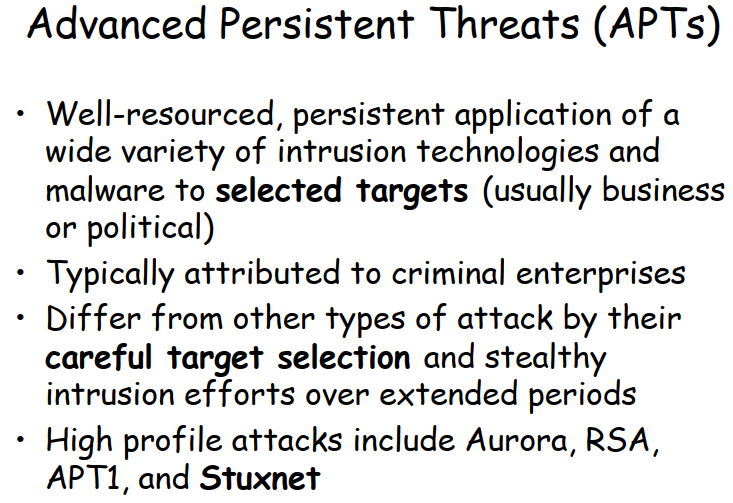 Advanced Persistent Threats (APTs)
• Well-resourced, persistent application of a
wide variety of intrusion technologies and
malware to selected targets (usually business
or political)
• Typically attributed to criminal enterprises
• Differ from other types of attack by their
careful target selection and stealthy
intrusion efforts over extended periods
• High profile attacks include Aurora, RSA,
APT1, and Stuxnet